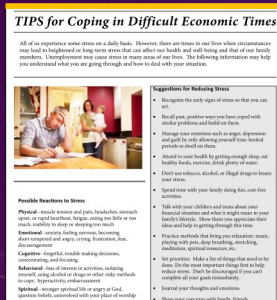 TIPS for Coping in Difficult Economic Times
All of us experience some stress on a daily basis. However, there are times in our lives when circumstances
may lead to heightened or long-term stress that can affect our health and well-being and that of our family
members. Unemployment may cause stress in many areas of our lives. The following information may help
you understand what you are going through and how to deal with your situation.
Possible Reactions to Stress
Physical - muscle tension and pain, headaches, stomach
upset, or rapid heartbeat, fatigue, eating too little or too
much, inability to sleep or sleeping too much
Emotional - anxiety, feeling nervous, becoming
short-tempered and angry, crying, frustration, fear,
discouragement
Cognitive - forgetful, trouble making decisions,
concentrating, and focusing
Behavioral - loss of interest in activities, isolating
yourself, using alcohol or drugs or other risky methods
to cope, hyperactivity, embarrassment
Spiritual - stronger spiritual life or angry at God,
question beliefs, uninvolved with your place of worship
Suggestions for Reducing Stress
• Recognize the early signs of stress so that you can
act.
• Recall past, positive ways you have coped with
similar problems and build on them.
• Manage your emotions such as anger, depression
and guilt by only allowing yourself time-limited
periods to dwell on them.
• Attend to your health by getting enough sleep, eat
healthy foods, exercise, drink plenty of water.
• Don't use tobacco, alcohol, or illegal drugs to lessen
your stress.
• Spend time with your family doing fun, cost-free
activities.
• Talk with your children and teens about your
financial situation and what it might mean to your
family's lifestyle. Show them you appreciate their
ideas and help in getting through this time.
• Practice methods that bring you relaxation: music,
playing with pets, deep breathing, stretching,
meditation, spiritual resources, etc.
• Set priorities: Make a list of things that need to be
done. Do the most important things first to help
reduce stress. Don't be discouraged if you can't
complete all your goals immediately.
• Journal your thoughts and emotions.
• Share your concerns with family, friends